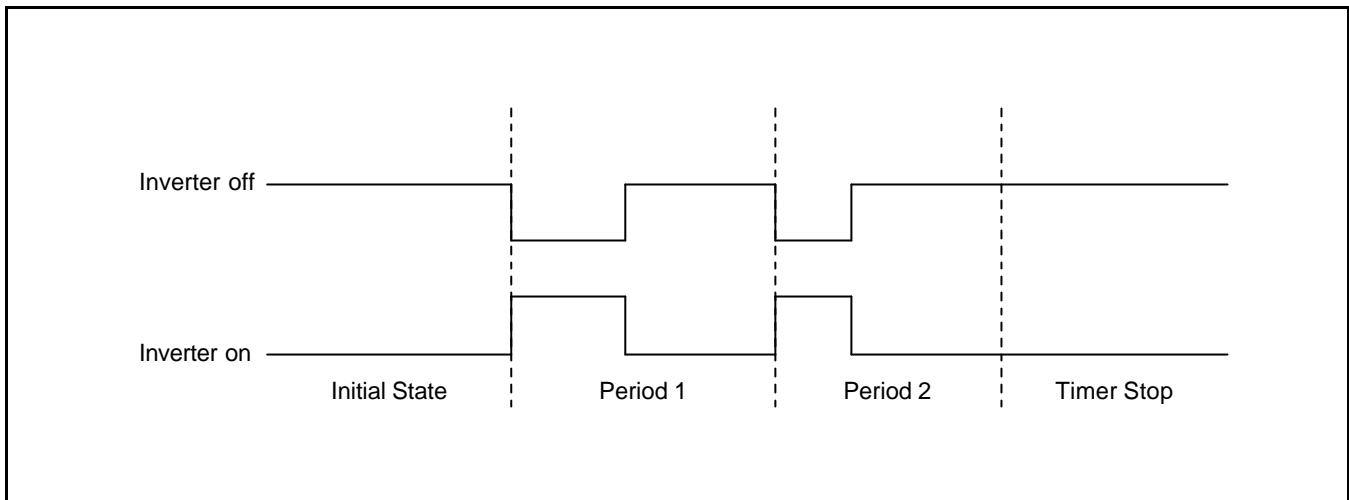 Inverter off
Inverter on
Initial State Period 1 Period 2 Timer Stop